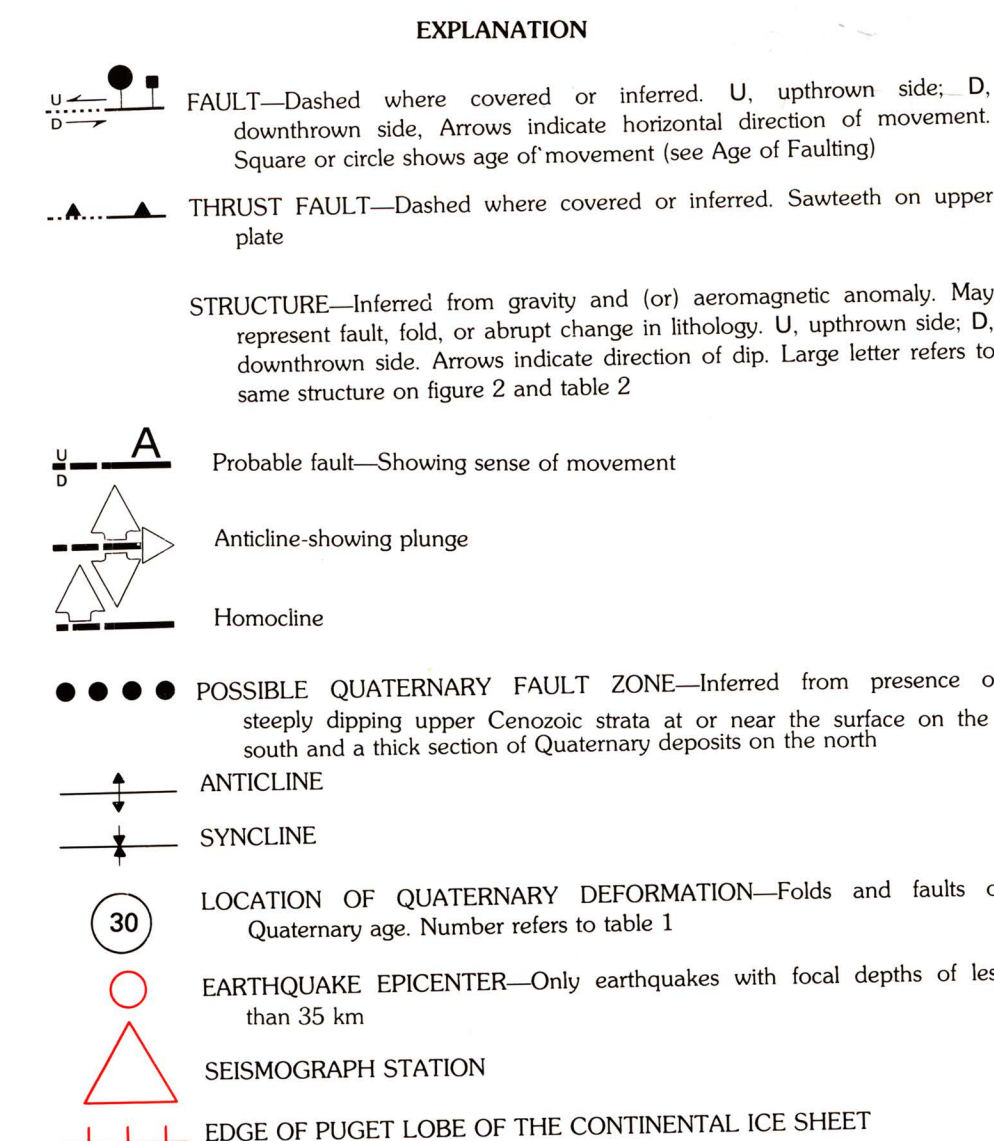 EXPLANATION
U
D
FAULT—Dashed where covered or inferred. U, upthrown side; D,
downthrown side, Arrows indicate horizontal direction of movement.
Square or circle shows age of movement (see Age of Faulting)
THRUST FAULT—Dashed where covered or inferred. Sawteeth on upper
plate
STRUCTURE—Inferred from gravity and (or) aeromagnetic anomaly. May
represent fault, fold, or abrupt change in lithology. U, upthrown side; D,
downthrown side. Arrows indicate direction of dip. Large letter refers to
same structure on figure 2 and table 2
U A
D
Probable fault—Showing sense of movement
Anticline-showing plunge
Homocline
POSSIBLE QUATERNARY FAULT ZONE—Inferred from presence o
steeply dipping upper Cenozoic strata at or near the surface on the
south and a thick section of Quaternary deposits on the north
ANTICLINE
SYNCLINE
30
LOCATION OF QUATERNARY DEFORMATION—Folds and faults o
Quaternary age. Number refers to table 1
EARTHQUAKE EPICENTER—Only earthquakes with focal depths of les
than 35 km
SEISMOGRAPH STATION
EDGE OF PUGET LOBE OF THE CONTINENTAL ICE SHEET